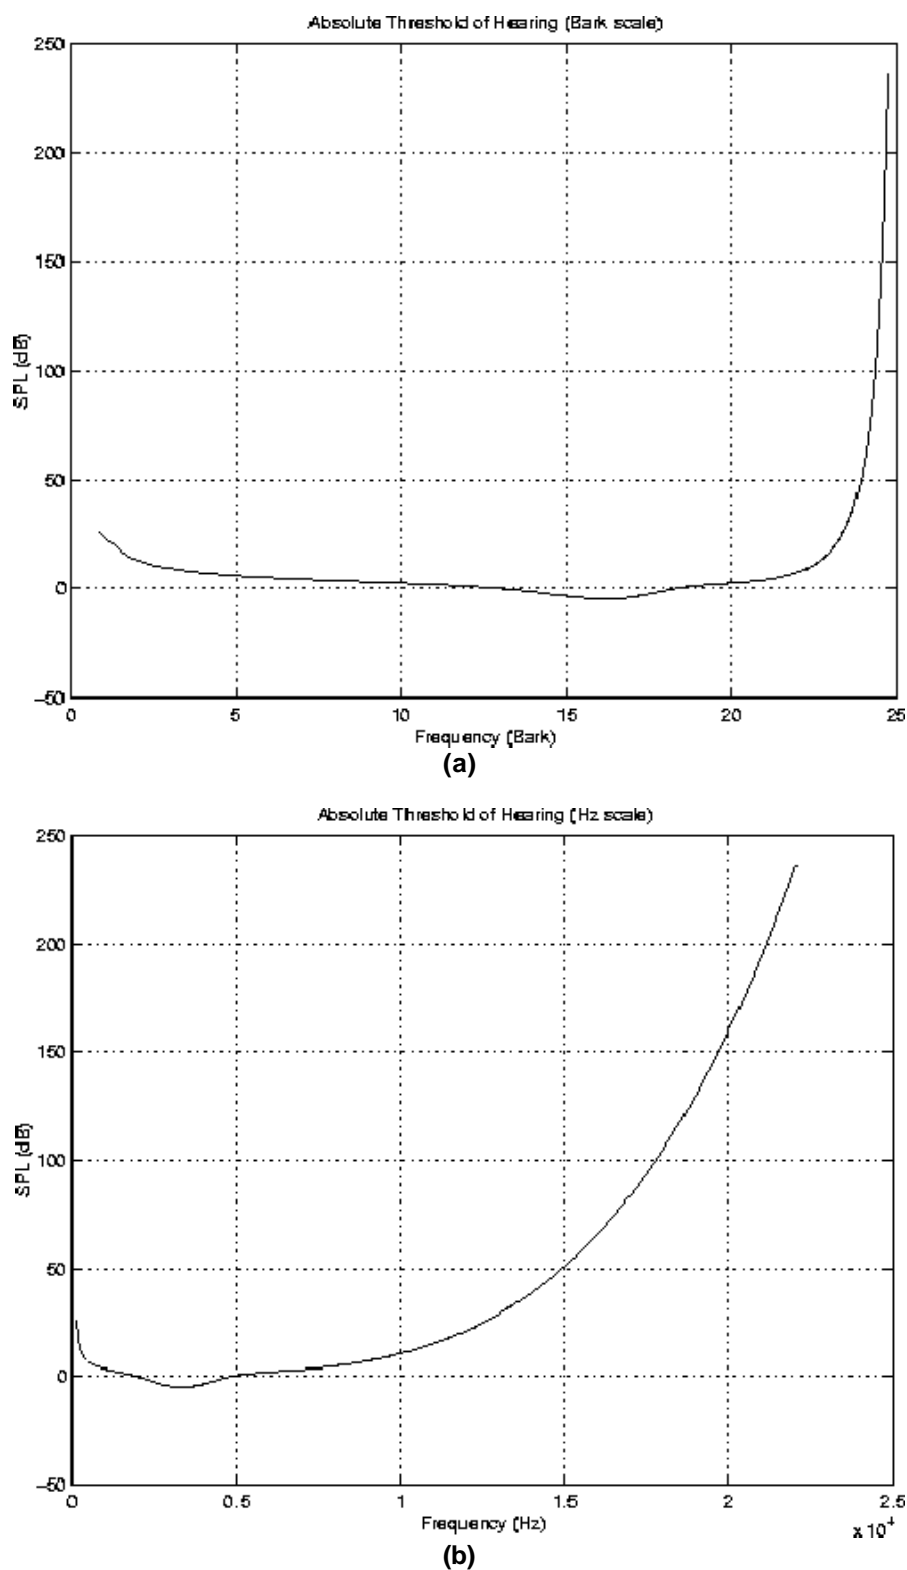 Absolute Threshold of Hearing (Bark scale)
250
200
150
100
50
0
-50
SPL (dB)
0 5 10 15 20 25
Frequency (Bark)
(a)
Absolute Threshold of Hearing (Hz scale)
250
200
150
100
50
0
-50
SPL (dB)
0 0.5 1 1.5 2 2.5
Frequency (Hz)
x 10^4
(b)